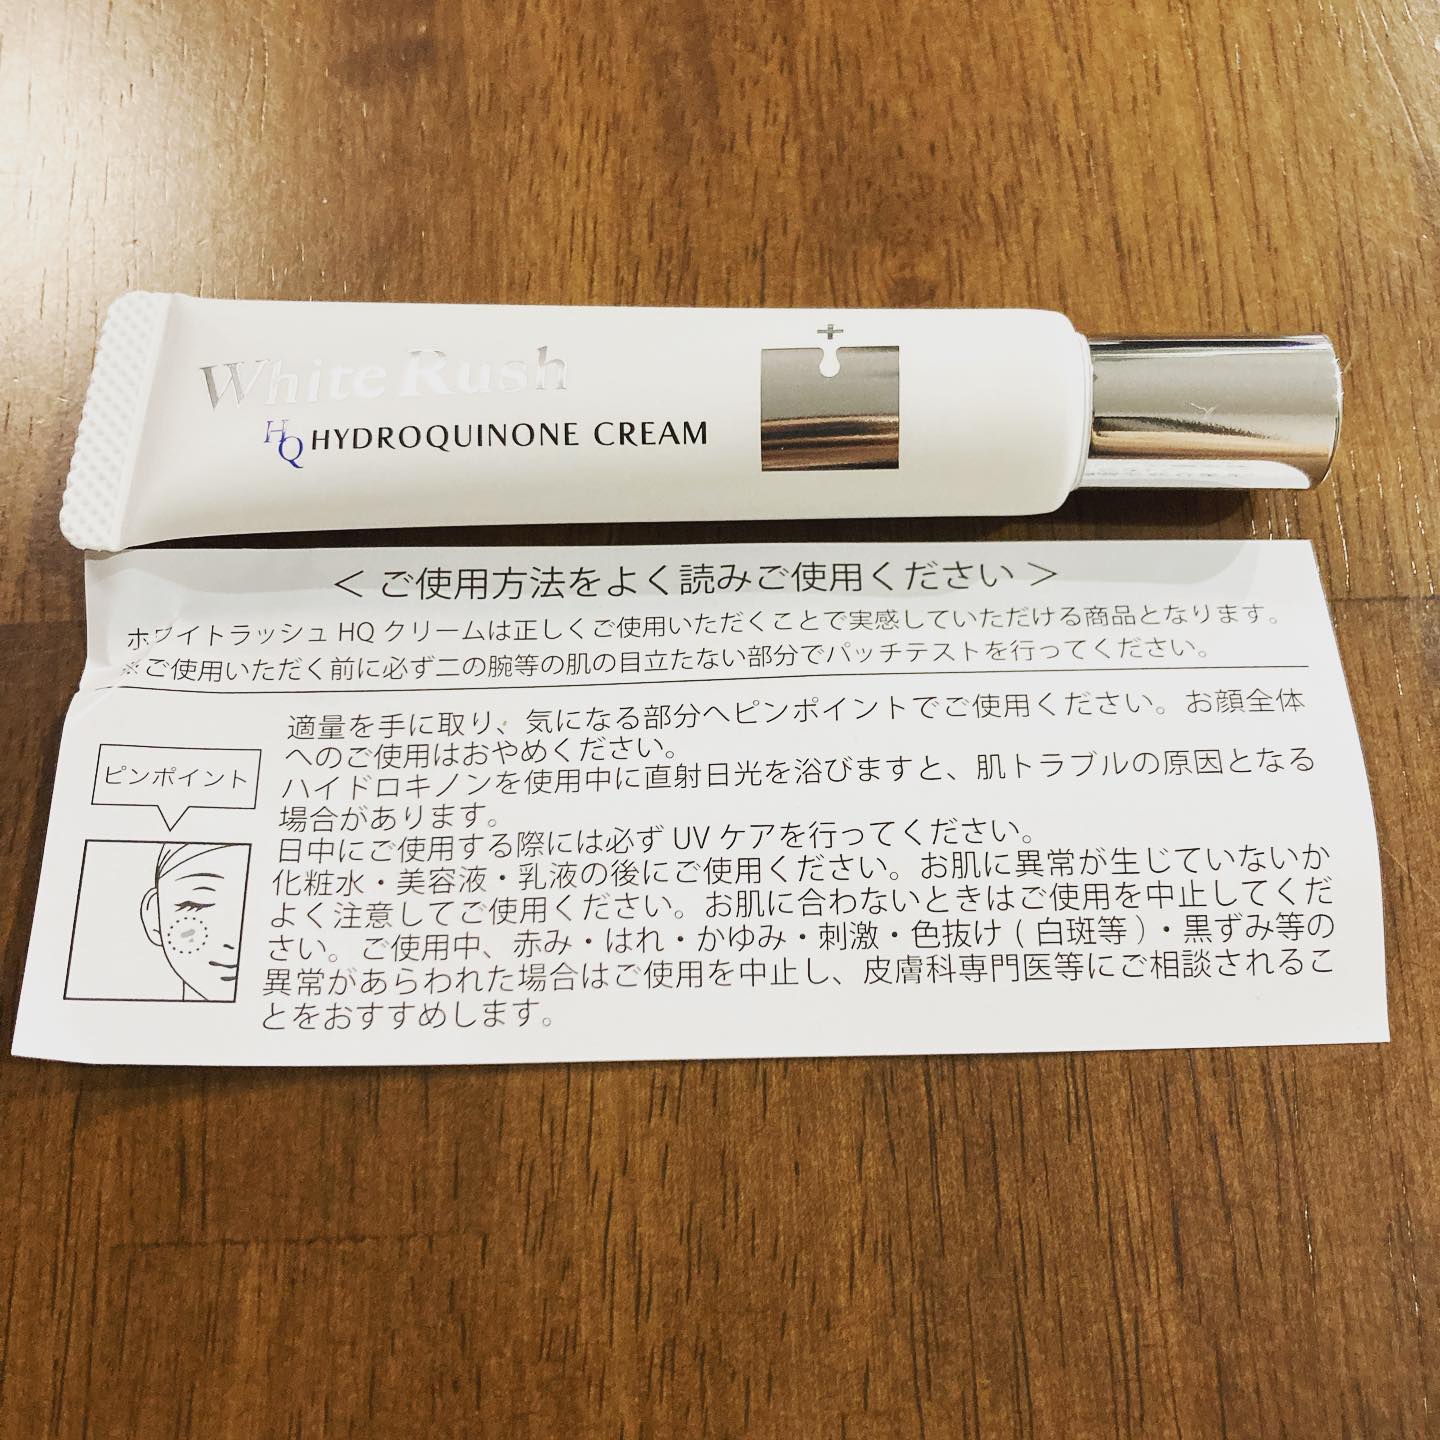 White Rush
HQ HYDROQUINONE CREAM
＜ ご使用方法をよく読みご使用ください ＞
ホワイトラッシュ HQ クリームは正しくご使用いただくことで実感していただける商品となります。
※ご使用いただく前に必ず二の腕等の肌の目立たない部分でパッチテストを行ってください。
ピンポイント
適量を手に取り、気になる部分へピンポイントでご使用ください。お顔全体
へのご使用はおやめください。
ハイドロキノンを使用中に直射日光を浴びますと、肌トラブルの原因となる
場合があります。
日中にご使用する際には必ず UV ケアを行ってください。
化粧水・美容液・乳液の後にご使用ください。お肌に異常が生じていないか
よく注意してご使用ください。お肌に合わないときはご使用を中止してくだ
さい。ご使用中、赤み・はれ・かゆみ・刺激・色抜け ( 白斑等 )・黒ずみ等の
異常があらわれた場合はご使用を中止し、皮膚科専門医等にご相談されるこ
とをおすすめします。